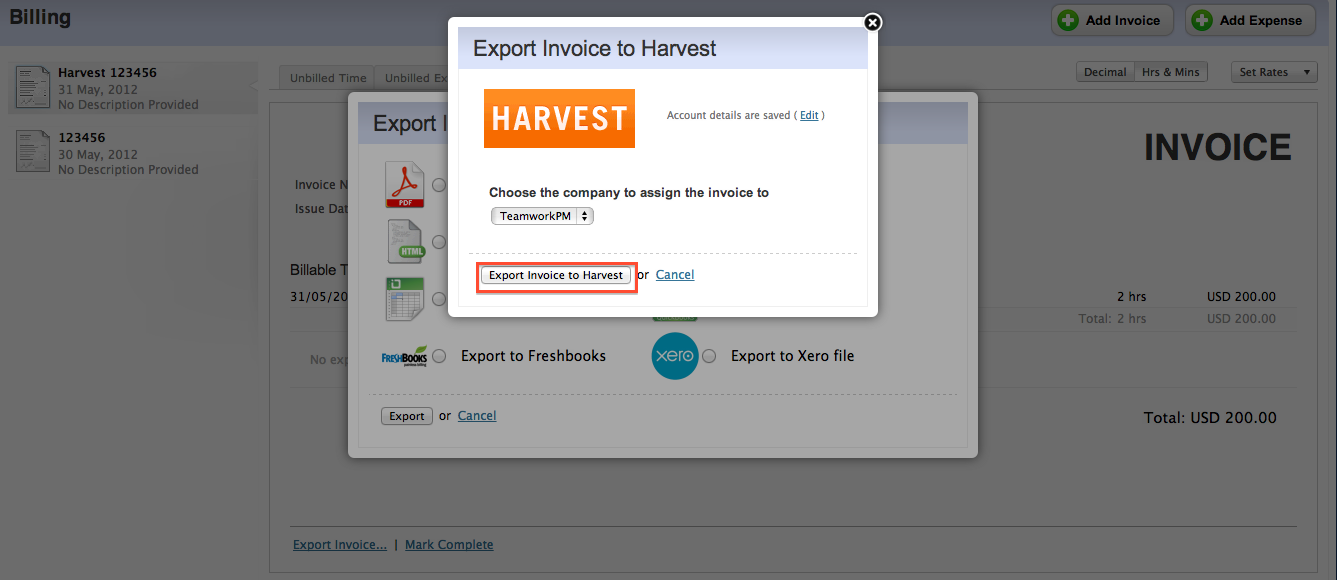 Billing
Add Invoice
Add Expense
Harvest 123456
31 May, 2012
No Description Provided
123456
30 May, 2012
No Description Provided
Unbilled Time
Unbilled Ex
Decimal
Hrs & Mins
Set Rates
INVOICE
Invoice N
Issue Dat
Billable T
31/05/20
2 hrs
USD 200.00
Total: 2 hrs
USD 200.00
No exp
Total: USD 200.00
Export Invoice... | Mark Complete
Export I
PDF
HTML
FRESHBOOKS
Export to Freshbooks
xero
Export to Xero file
Export or Cancel
Export Invoice to Harvest
HARVEST
Account details are saved ( Edit )
Choose the company to assign the invoice to
TeamworkPM
Export Invoice to Harvest or Cancel